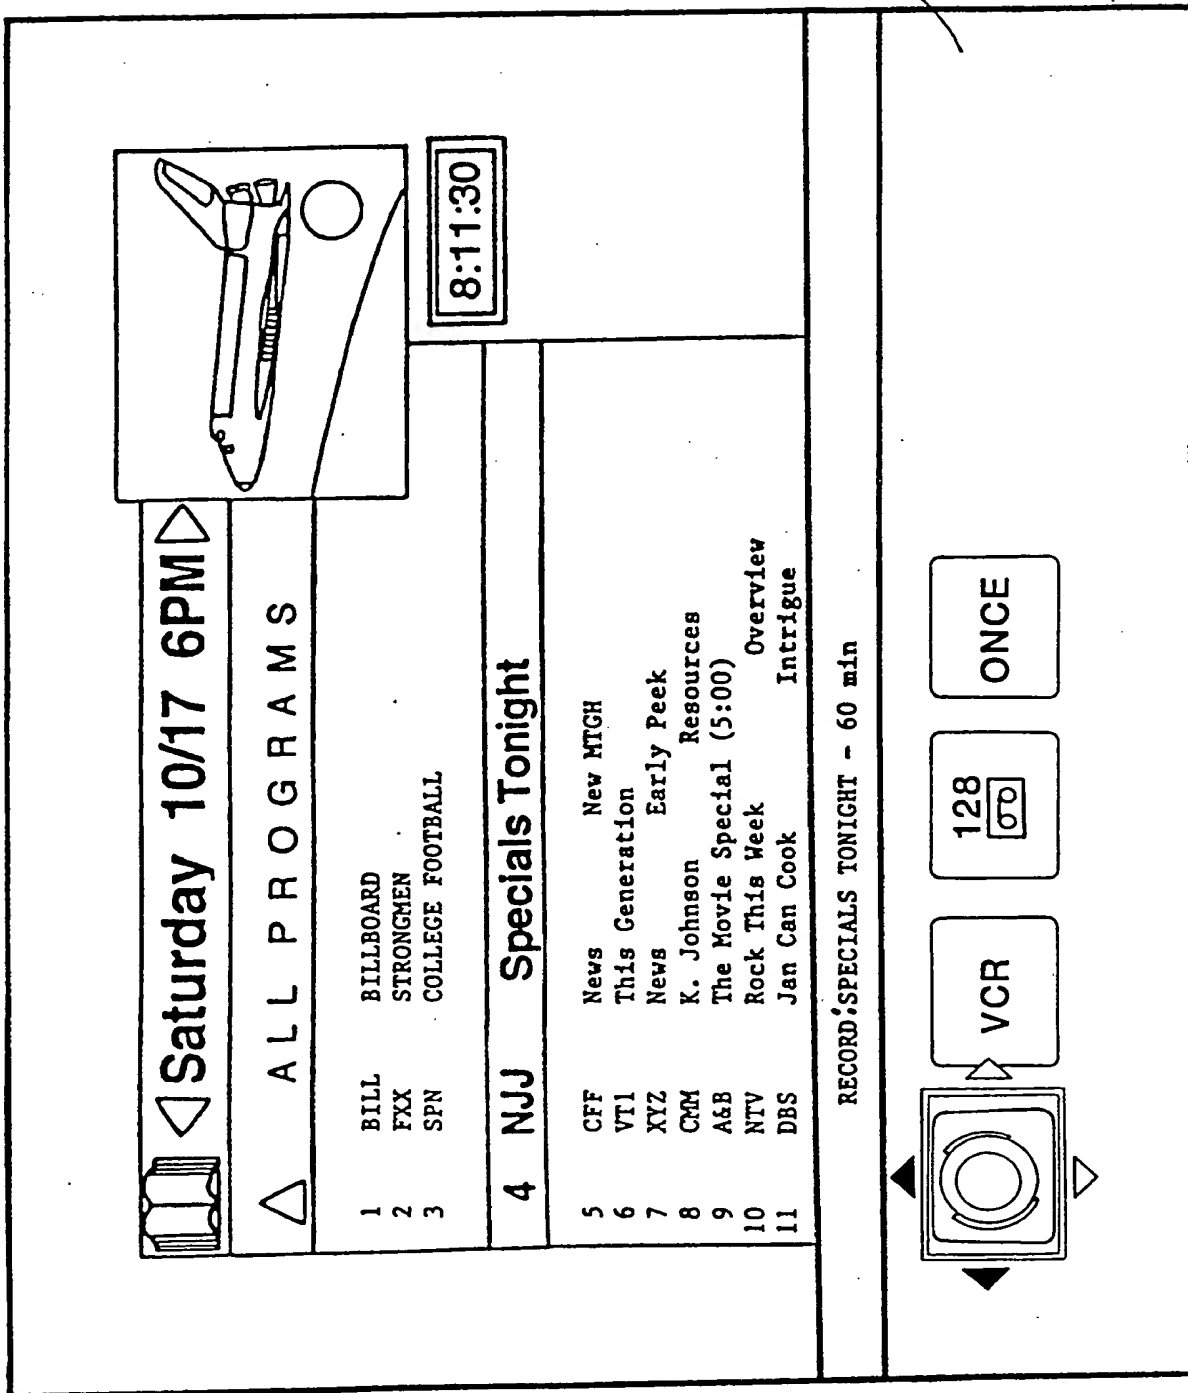 Saturday 10/17 6PM
ALL PROGRAMS
8:11:30
1 BILL BILLBOARD
2 FXX STRONGMEN
3 SPN COLLEGE FOOTBALL
4 NJJ Specials Tonight
5 CFF News New MTGH
6 VT1 This Generation
7 XYZ News Early Peek
8 CMM K. Johnson Resources
9 A&B The Movie Special (5:00)
10 NTV Rock This Week Overview
11 DBS Jan Can Cook Intrigue
RECORD:SPECIALS TONIGHT - 60 min
VCR 128 ONCE